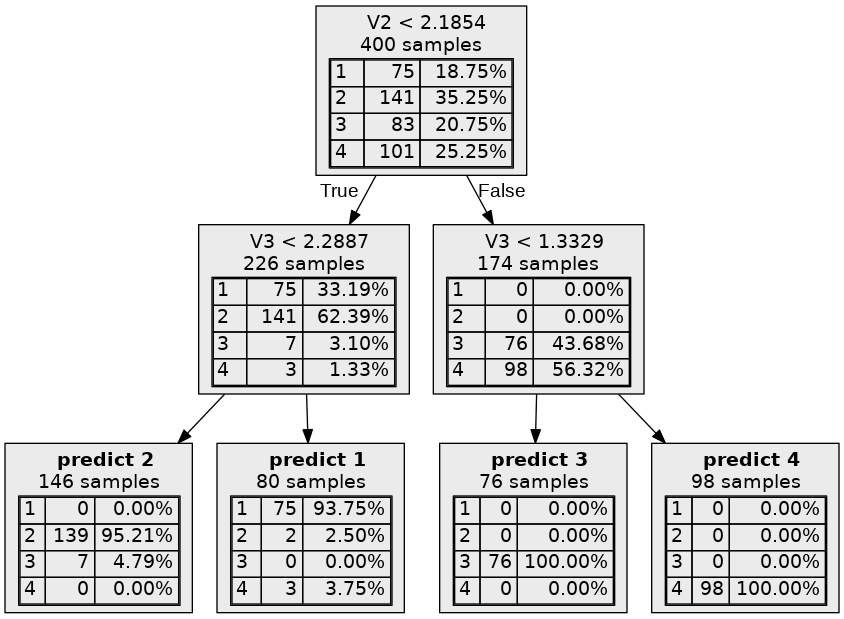 V2 < 2.1854
400 samples
1 75 18.75%
2 141 35.25%
3 83 20.75%
4 101 25.25%
True
False
V3 < 2.2887
226 samples
1 75 33.19%
2 141 62.39%
3 7 3.10%
4 3 1.33%
V3 < 1.3329
174 samples
1 0 0.00%
2 0 0.00%
3 76 43.68%
4 98 56.32%
predict 2
146 samples
1 0 0.00%
2 139 95.21%
3 7 4.79%
4 0 0.00%
predict 1
80 samples
1 75 93.75%
2 2 2.50%
3 0 0.00%
4 3 3.75%
predict 3
76 samples
1 0 0.00%
2 0 0.00%
3 76 100.00%
4 0 0.00%
predict 4
98 samples
1 0 0.00%
2 0 0.00%
3 0 0.00%
4 98 100.00%